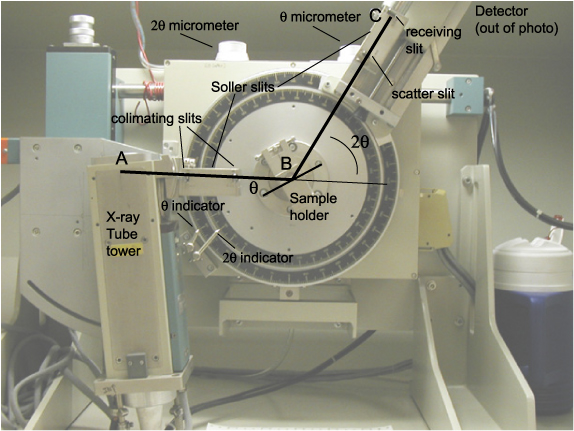 Detector
(out of photo)
2θ micrometer
θ micrometer
C
receiving
slit
Soller slits
scatter slit
colimating slits
2θ
A
B
θ
Sample
holder
X-ray
Tube
tower
θ indicator
2θ indicator